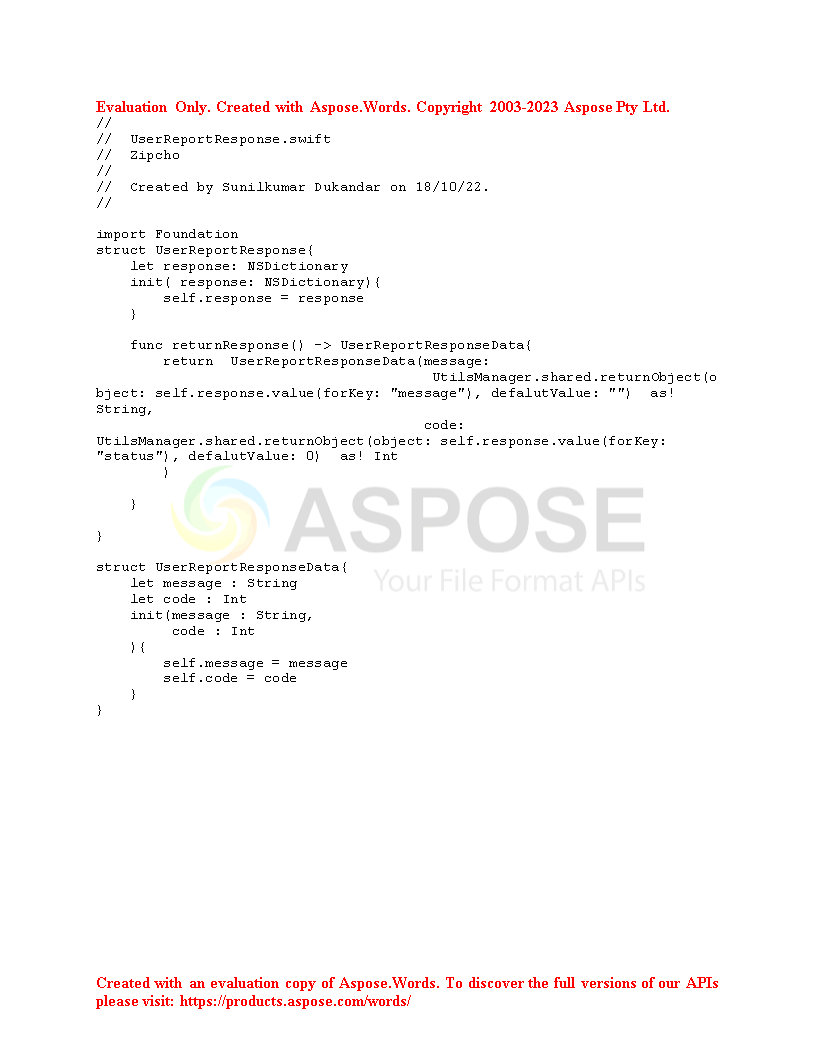 Evaluation Only. Created with Aspose.Words. Copyright 2003-2023 Aspose Pty Ltd.
//
//  UserReportResponse.swift
//  Zipcho
//
//  Created by Sunilkumar Dukandar on 18/10/22.
//
import Foundation
struct UserReportResponse{
    let response: NSDictionary
    init( response: NSDictionary){
        self.response = response
    }
    func returnResponse() -> UserReportResponseData{
        return  UserReportResponseData(message:
                                        UtilsManager.shared.returnObject(o
bject: self.response.value(forKey: "message"), defalutValue: "")  as!
String,
                                       code:
UtilsManager.shared.returnObject(object: self.response.value(forKey:
"status"), defalutValue: 0)  as! Int
        )
    }
}
ASPOSE
Your File Format APIs
struct UserReportResponseData{
    let message : String
    let code : Int
    init(message : String,
         code : Int
    ){
        self.message = message
        self.code = code
    }
}
Created with an evaluation copy of Aspose.Words. To discover the full versions of our APIs
please visit: https://products.aspose.com/words/